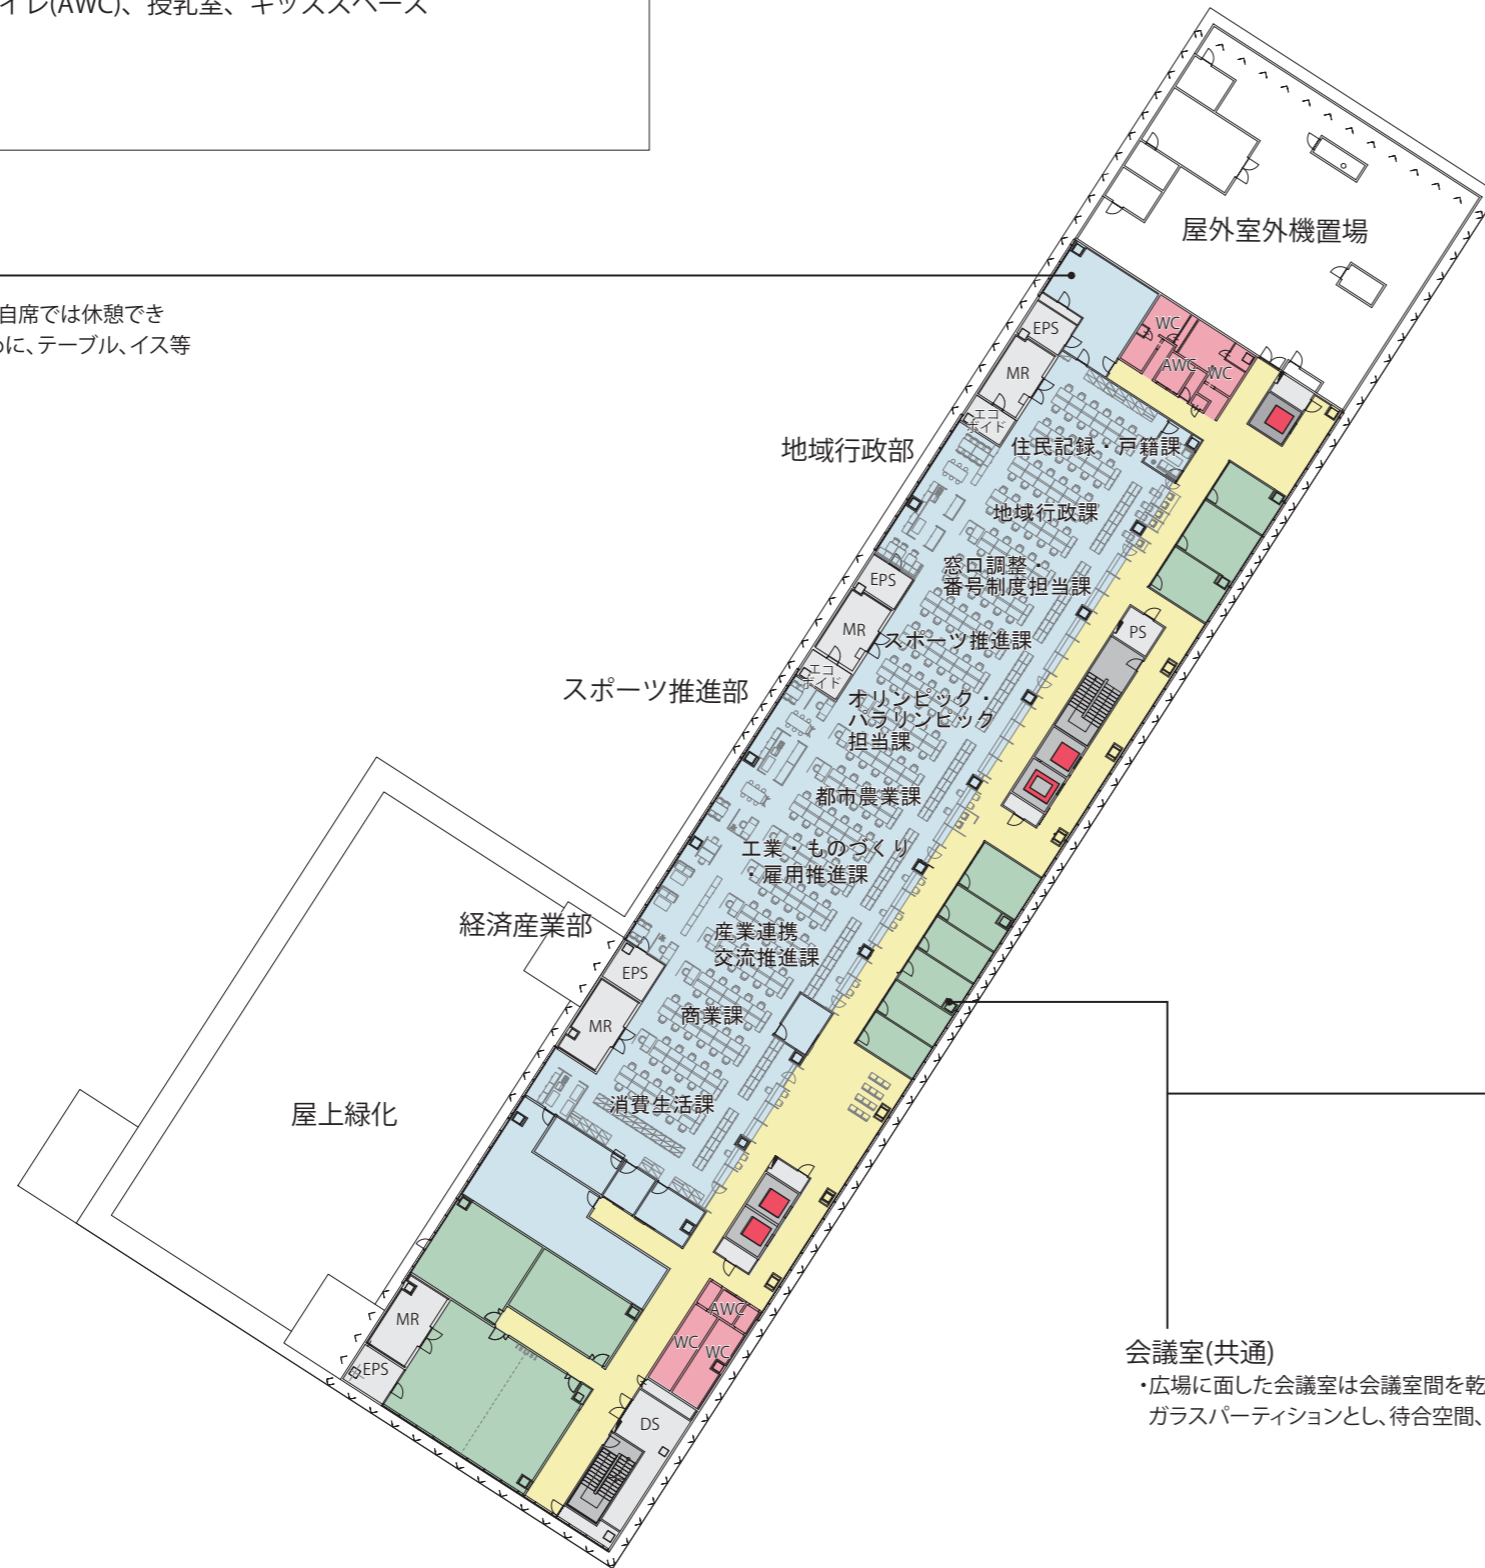 イレ(AWC)、授乳室、キッズスペース
屋外室外機置場
自席では休憩でき
めに、テーブル、イス等
WC
AWC
WC
EPS
MR
エコ
ボイド
地域行政部
住民記録・戸籍課
地域行政課
窓口調整・
番号制度担当課
EPS
MR
エコ
ボイド
PS
スポーツ推進課
スポーツ推進部
オリンピック・
パラリンピック
担当課
都市農業課
工業・ものづくり
・雇用推進課
経済産業部
産業連携
交流推進課
EPS
MR
商業課
消費生活課
屋上緑化
MR
EPS
AWC
WC
WC
DS
会議室(共通)
・広場に面した会議室は会議室間を乾
ガラスパーティションとし、待合空間、